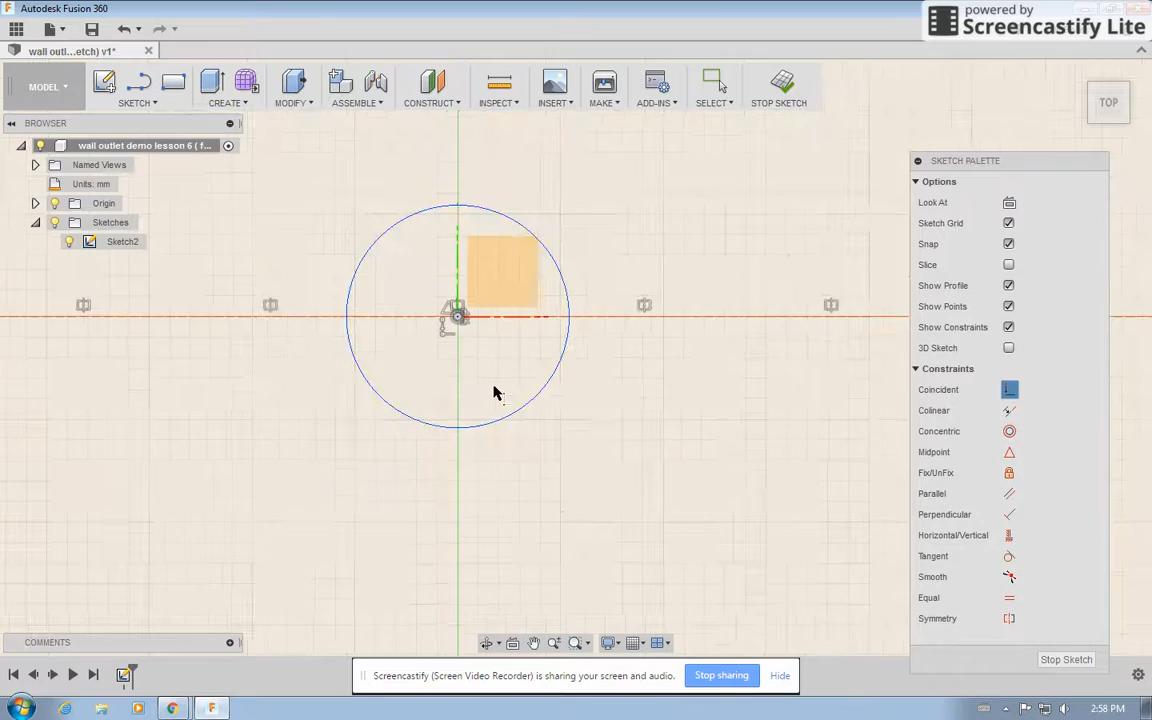 Autodesk Fusion 360
powered by
Screencastify Lite
wall outl...etch) v1*
MODEL
SKETCH
CREATE
MODIFY
ASSEMBLE
CONSTRUCT
INSPECT
INSERT
MAKE
ADD-INS
SELECT
STOP SKETCH
TOP
BROWSER
wall outlet demo lesson 6 ( f...
Named Views
Units: mm
Origin
Sketches
Sketch2
SKETCH PALETTE
Options
Look At
Sketch Grid
Snap
Slice
Show Profile
Show Points
Show Constraints
3D Sketch
Constraints
Coincident
Colinear
Concentric
Midpoint
Fix/UnFix
Parallel
Perpendicular
Horizontal/Vertical
Tangent
Smooth
Equal
Symmetry
Stop Sketch
COMMENTS
Screencastify (Screen Video Recorder) is sharing your screen and audio.
Stop sharing
Hide
2:58 PM